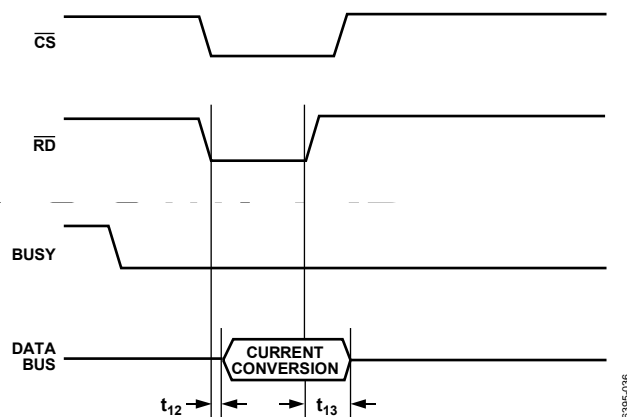 CS
RD
BUSY
DATA
BUS
CURRENT
CONVERSION
t12
t13